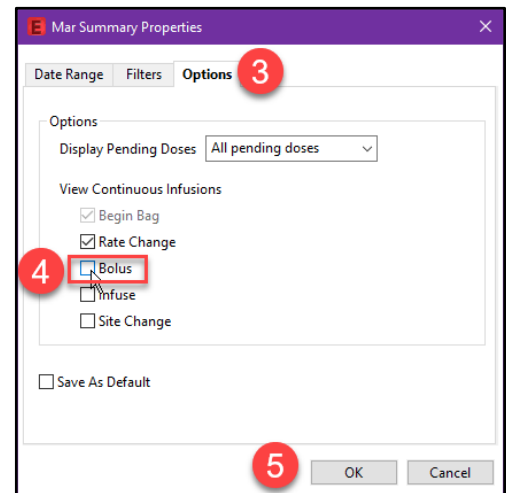 E Mar Summary Properties
Date Range Filters Options 3
Options
Display Pending Doses All pending doses
View Continuous Infusions
Begin Bag
Rate Change
4 Bolus
Infuse
Site Change
Save As Default
5 OK Cancel